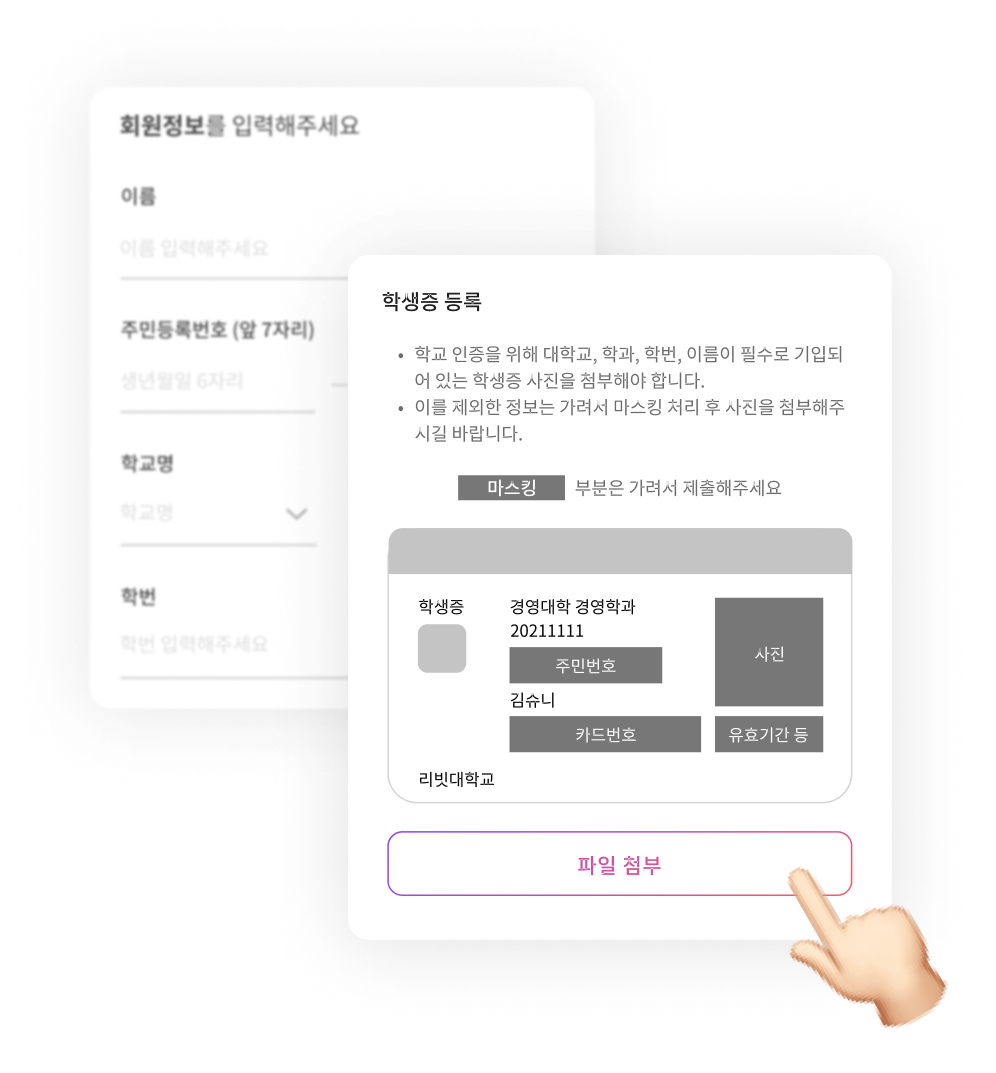 회원정보를 입력해주세요
이름
이름 입력해주세요
주민등록번호 (앞 7자리)
생년월일 6자리
학교명
학교명
학번
학번 입력해주세요
학생증 등록
• 학교 인증을 위해 대학교, 학과, 학번, 이름이 필수로 기입되
어 있는 학생증 사진을 첨부해야 합니다.
• 이를 제외한 정보는 가려서 마스킹 처리 후 사진을 첨부해주
시길 바랍니다.
마스킹 부분은 가려서 제출해주세요
학생증
경영대학 경영학과
20211111
주민번호
사진
김슈니
카드번호
유효기간 등
리빗대학교
파일 첨부